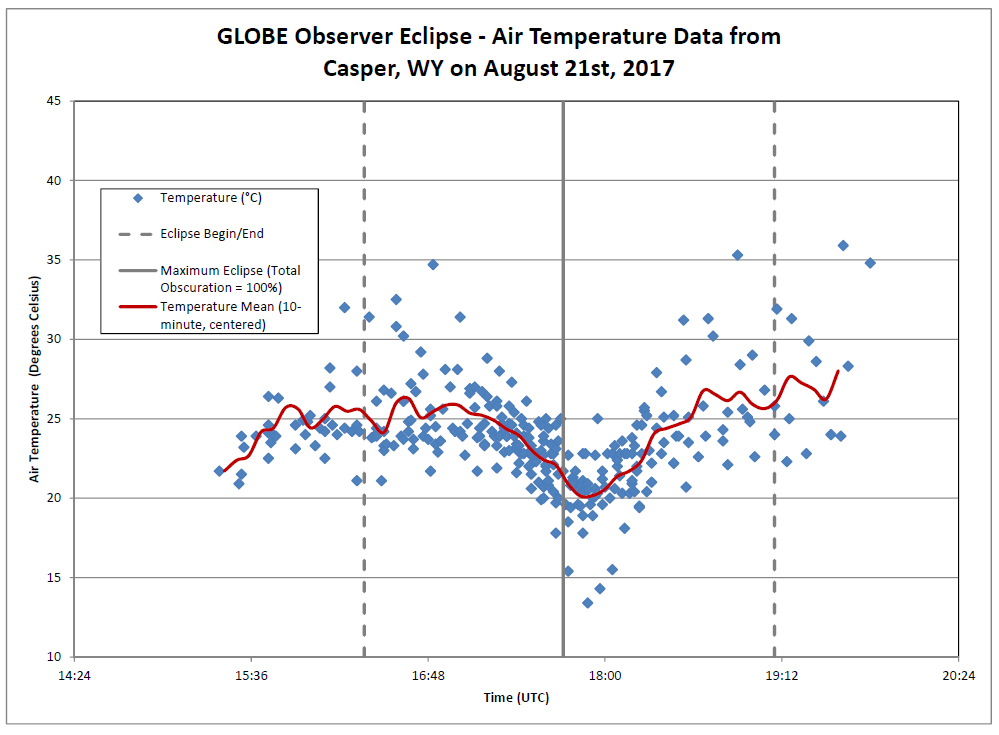 GLOBE Observer Eclipse - Air Temperature Data from
Casper, WY on August 21st, 2017
45
40
35
30
25
20
15
10
Air Temperature (Degrees Celsius)
Temperature (°C)
Eclipse Begin/End
Maximum Eclipse (Total
Obscuration = 100%)
Temperature Mean (10-
minute, centered)
14:24
15:36
16:48
18:00
19:12
20:24
Time (UTC)